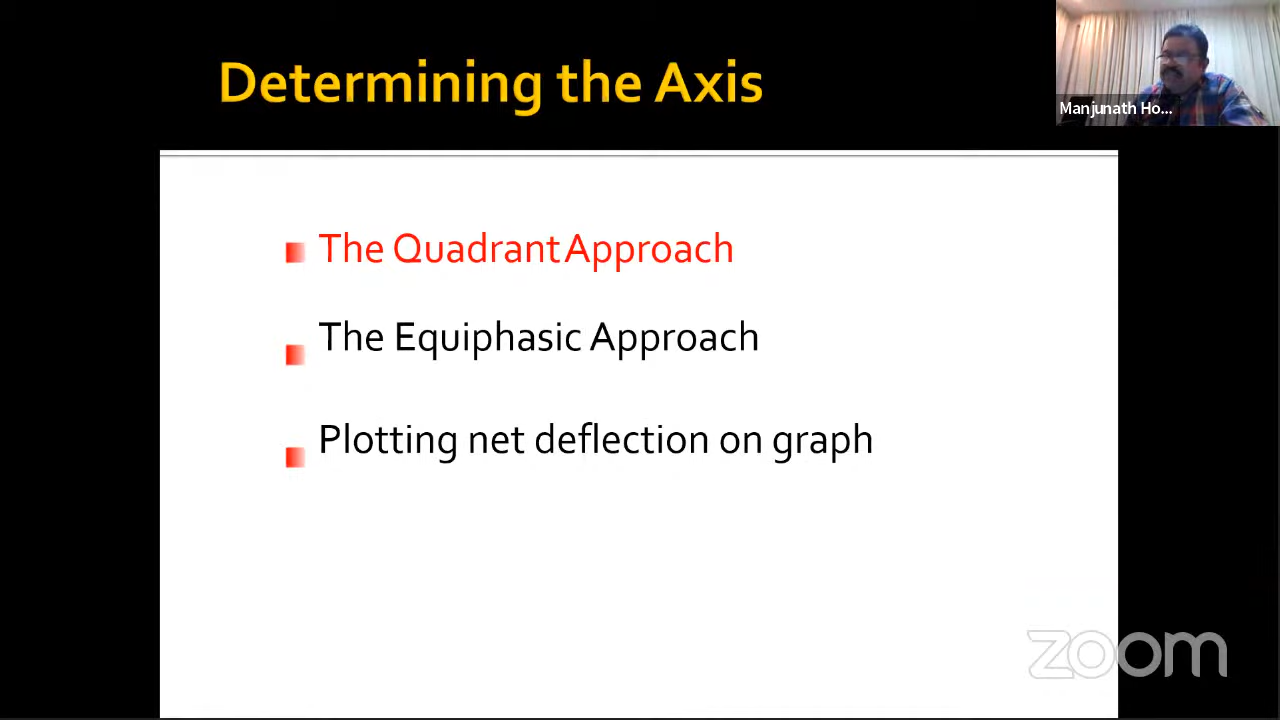 Determining the Axis
Manjunath Ho...
The Quadrant Approach
The Equiphasic Approach
Plotting net deflection on graph
zoom